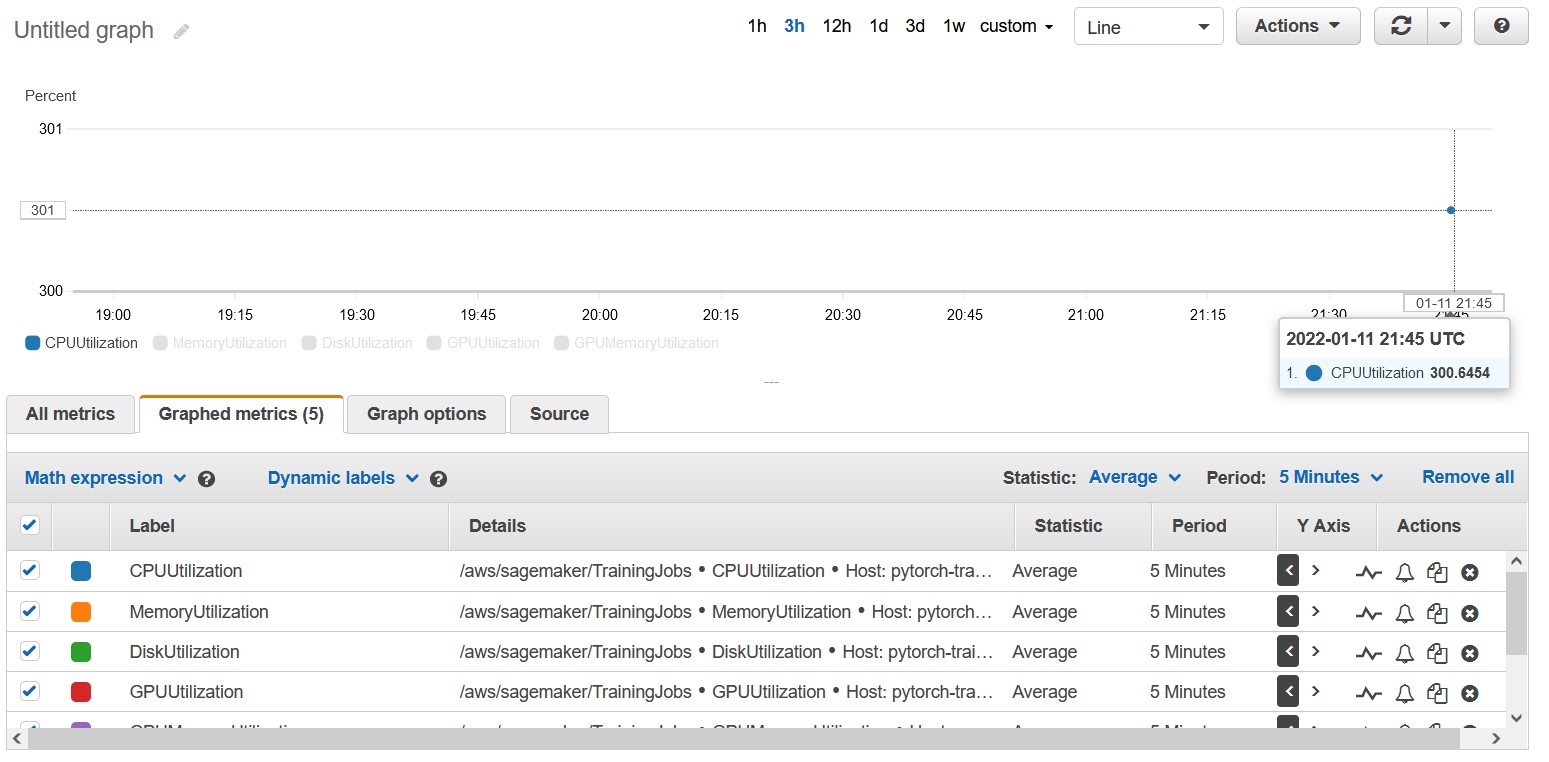 Untitled graph 1h 3h 12h 1d 3d 1w custom Line Actions ?
Percent
301
301
300
01-11 21:45
19:00 19:15 19:30 19:45 20:00 20:15 20:30 20:45 21:00 21:15 21:30 21:45
CPUUtilization MemoryUtilization DiskUtilization GPUUtilization GPUMemoryUtilization
2022-01-11 21:45 UTC
1. CPUUtilization 300.6454
All metrics Graphed metrics (5) Graph options Source
Math expression ? Dynamic labels ? Statistic: Average Period: 5 Minutes Remove all
Label Details Statistic Period Y Axis Actions
CPUUtilization /aws/sagemaker/TrainingJobs • CPUUtilization • Host: pytorch-tra… Average 5 Minutes < >
MemoryUtilization /aws/sagemaker/TrainingJobs • MemoryUtilization • Host: pytorch… Average 5 Minutes < >
DiskUtilization /aws/sagemaker/TrainingJobs • DiskUtilization • Host: pytorch-trai… Average 5 Minutes < >
GPUUtilization /aws/sagemaker/TrainingJobs • GPUUtilization • Host: pytorch-tra… Average 5 Minutes < >